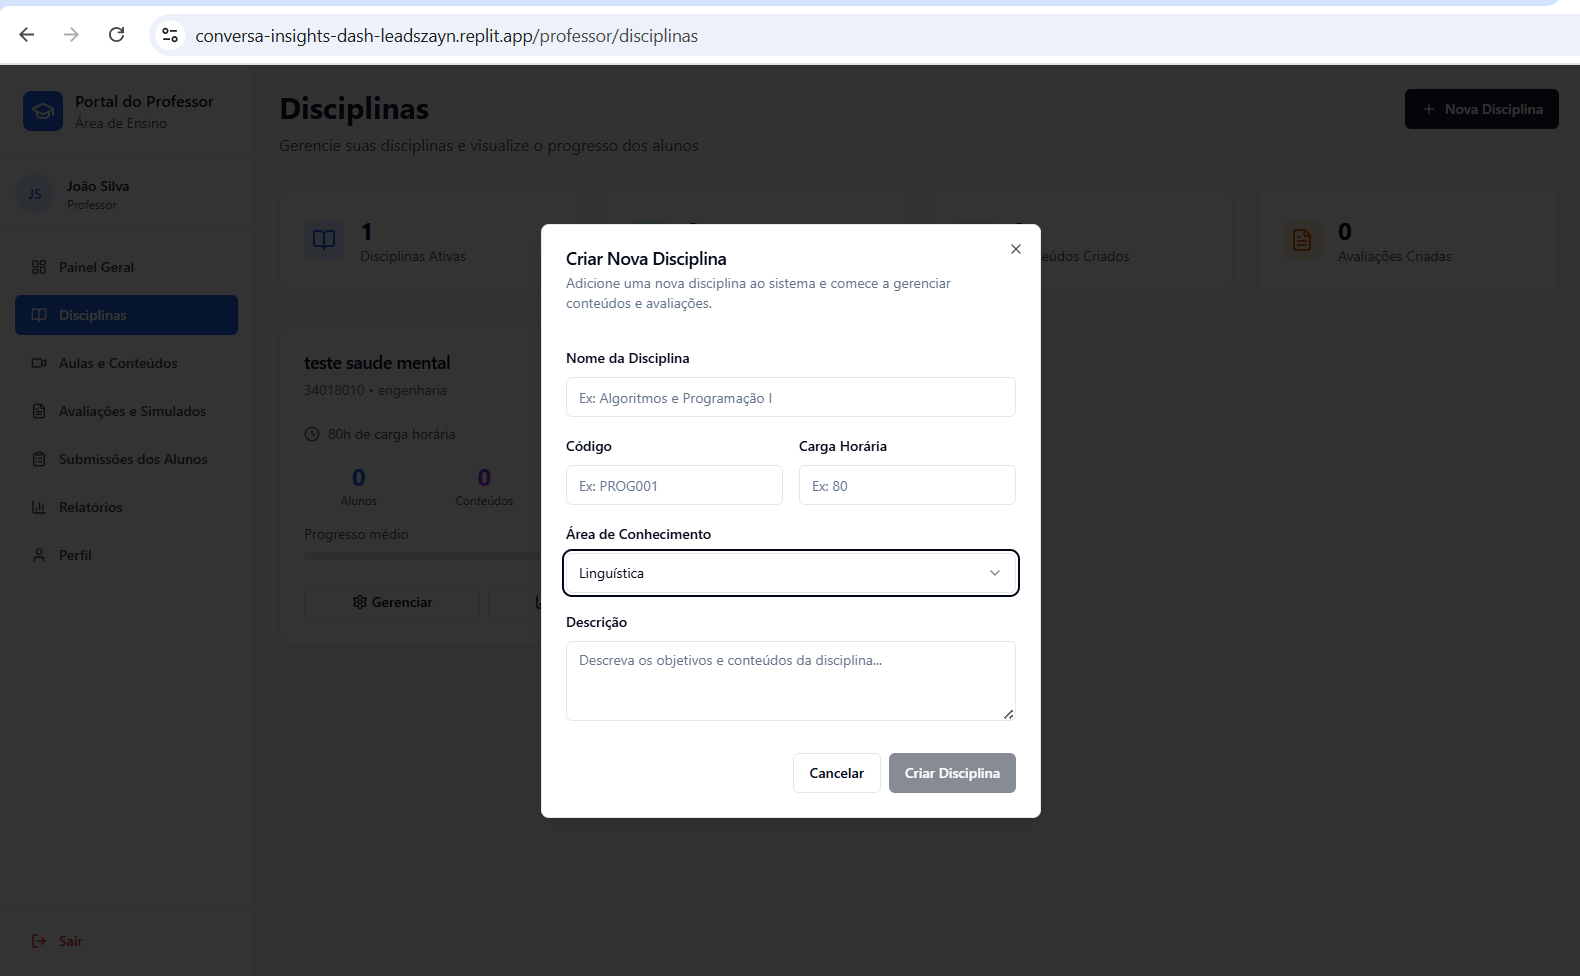 conversa-insights-dash-leadszayn.replit.app/professor/disciplinas
Portal do Professor
Área de Ensino
JS
João Silva
Professor
Painel Geral
Disciplinas
Aulas e Conteúdos
Avaliações e Simulados
Submissões dos Alunos
Relatórios
Perfil
Sair
Disciplinas
Gerencie suas disciplinas e visualize o progresso dos alunos
Nova Disciplina
1
Disciplinas Ativas
eúdos Criados
0
Avaliações Criadas
teste saude mental
34018010 • engenharia
80h de carga horária
0
Alunos
0
Conteúdos
Progresso médio
Gerenciar
Criar Nova Disciplina
Adicione uma nova disciplina ao sistema e comece a gerenciar
conteúdos e avaliações.
Nome da Disciplina
Ex: Algoritmos e Programação I
Código
Carga Horária
Ex: PROG001
Ex: 80
Área de Conhecimento
Linguística
Descrição
Descreva os objetivos e conteúdos da disciplina...
Cancelar
Criar Disciplina